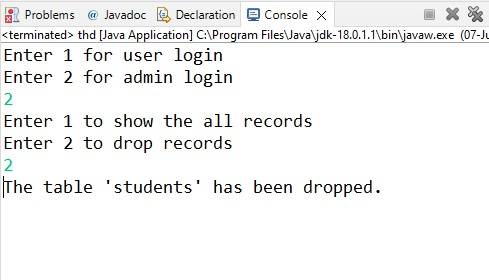 Problems @ Javadoc Declaration Console
<terminated> thd [Java Application] C:\Program Files\Java\jdk-18.0.1.1\bin\javaw.exe (07-Ju
Enter 1 for user login
Enter 2 for admin login
2
Enter 1 to show the all records
Enter 2 to drop records
2
The table 'students' has been dropped.